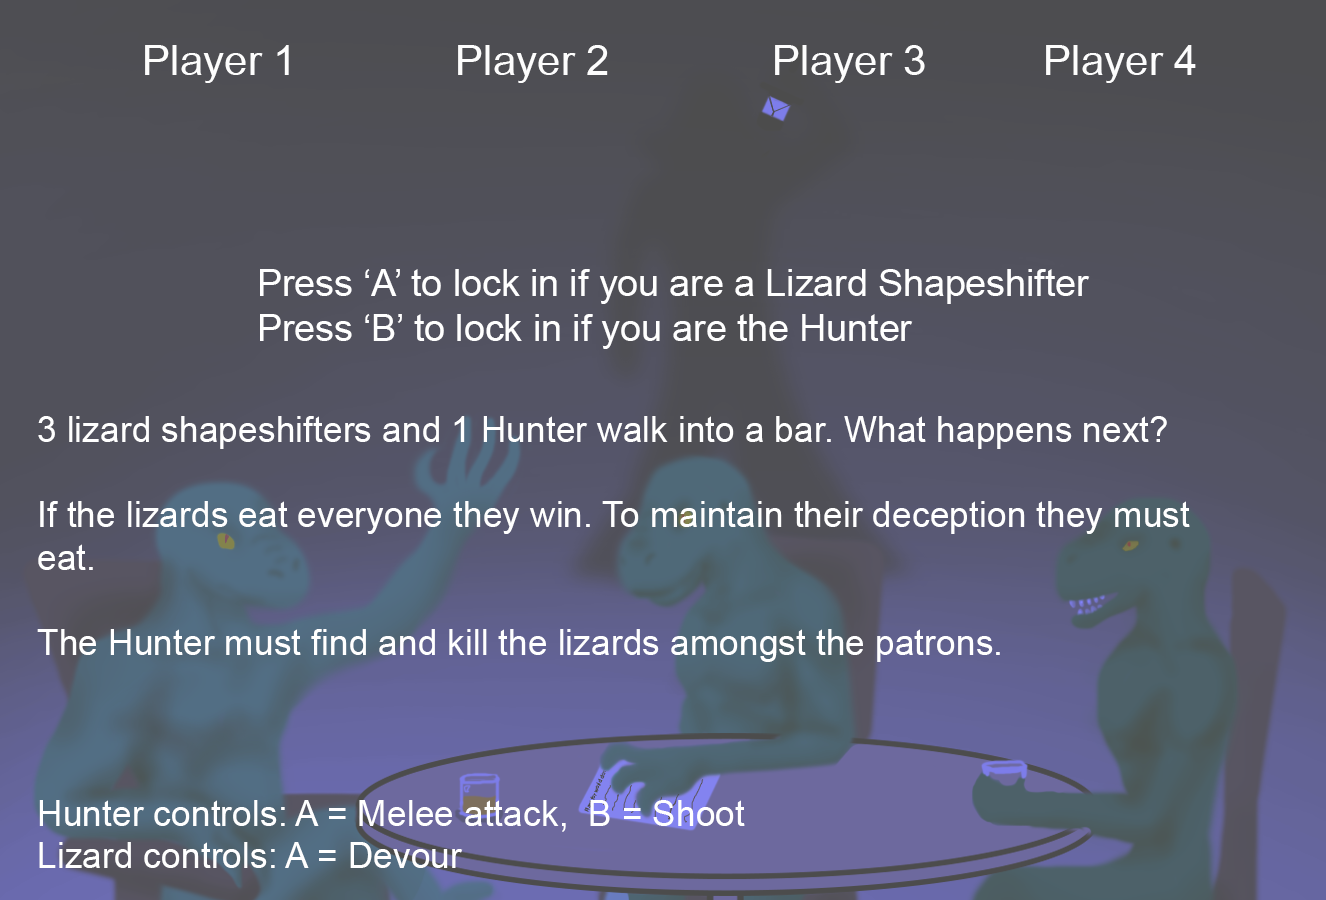 Player 1 Player 2 Player 3 Player 4
Press ‘A’ to lock in if you are a Lizard Shapeshifter
Press ‘B’ to lock in if you are the Hunter
3 lizard shapeshifters and 1 Hunter walk into a bar. What happens next?
If the lizards eat everyone they win. To maintain their deception they must
eat.
The Hunter must find and kill the lizards amongst the patrons.
Hunter controls: A = Melee attack,  B = Shoot
Lizard controls: A = Devour